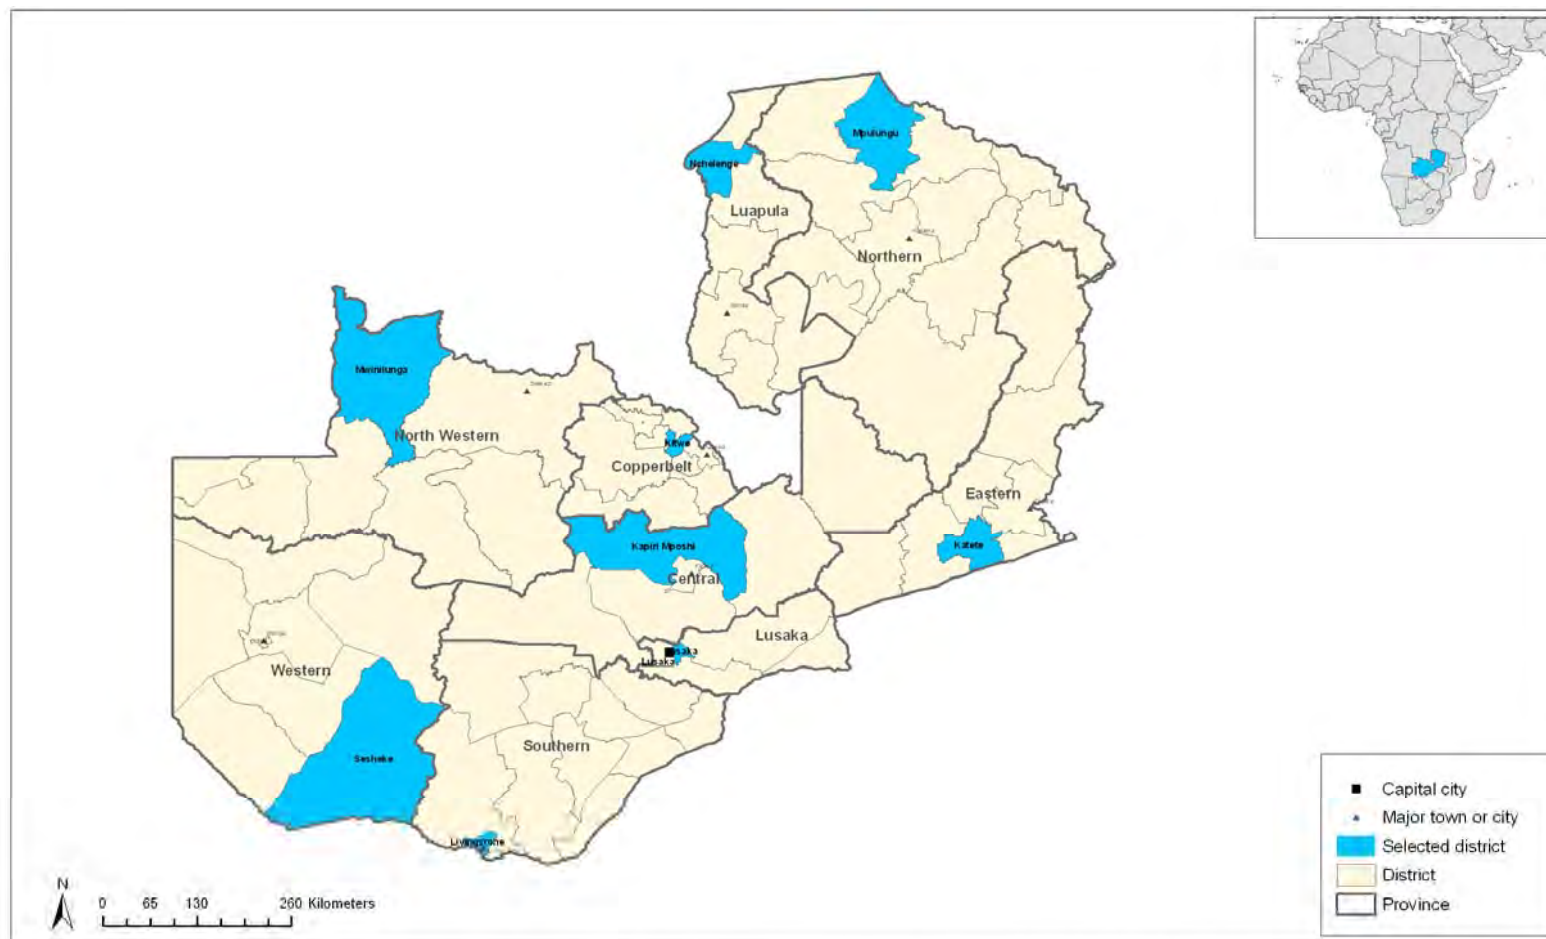 Mpulungu
Nchelenge
Luapula
Northern
Mwinilunga
North Western
Kitwe
Copperbelt
Eastern
Katete
Kapiri Mposhi
Central
Lusaka
Lusaka
Western
Sesheke
Southern
Livingstone
Capital city
Major town or city
Selected district
District
Province
N
0 65 130 260 Kilometers